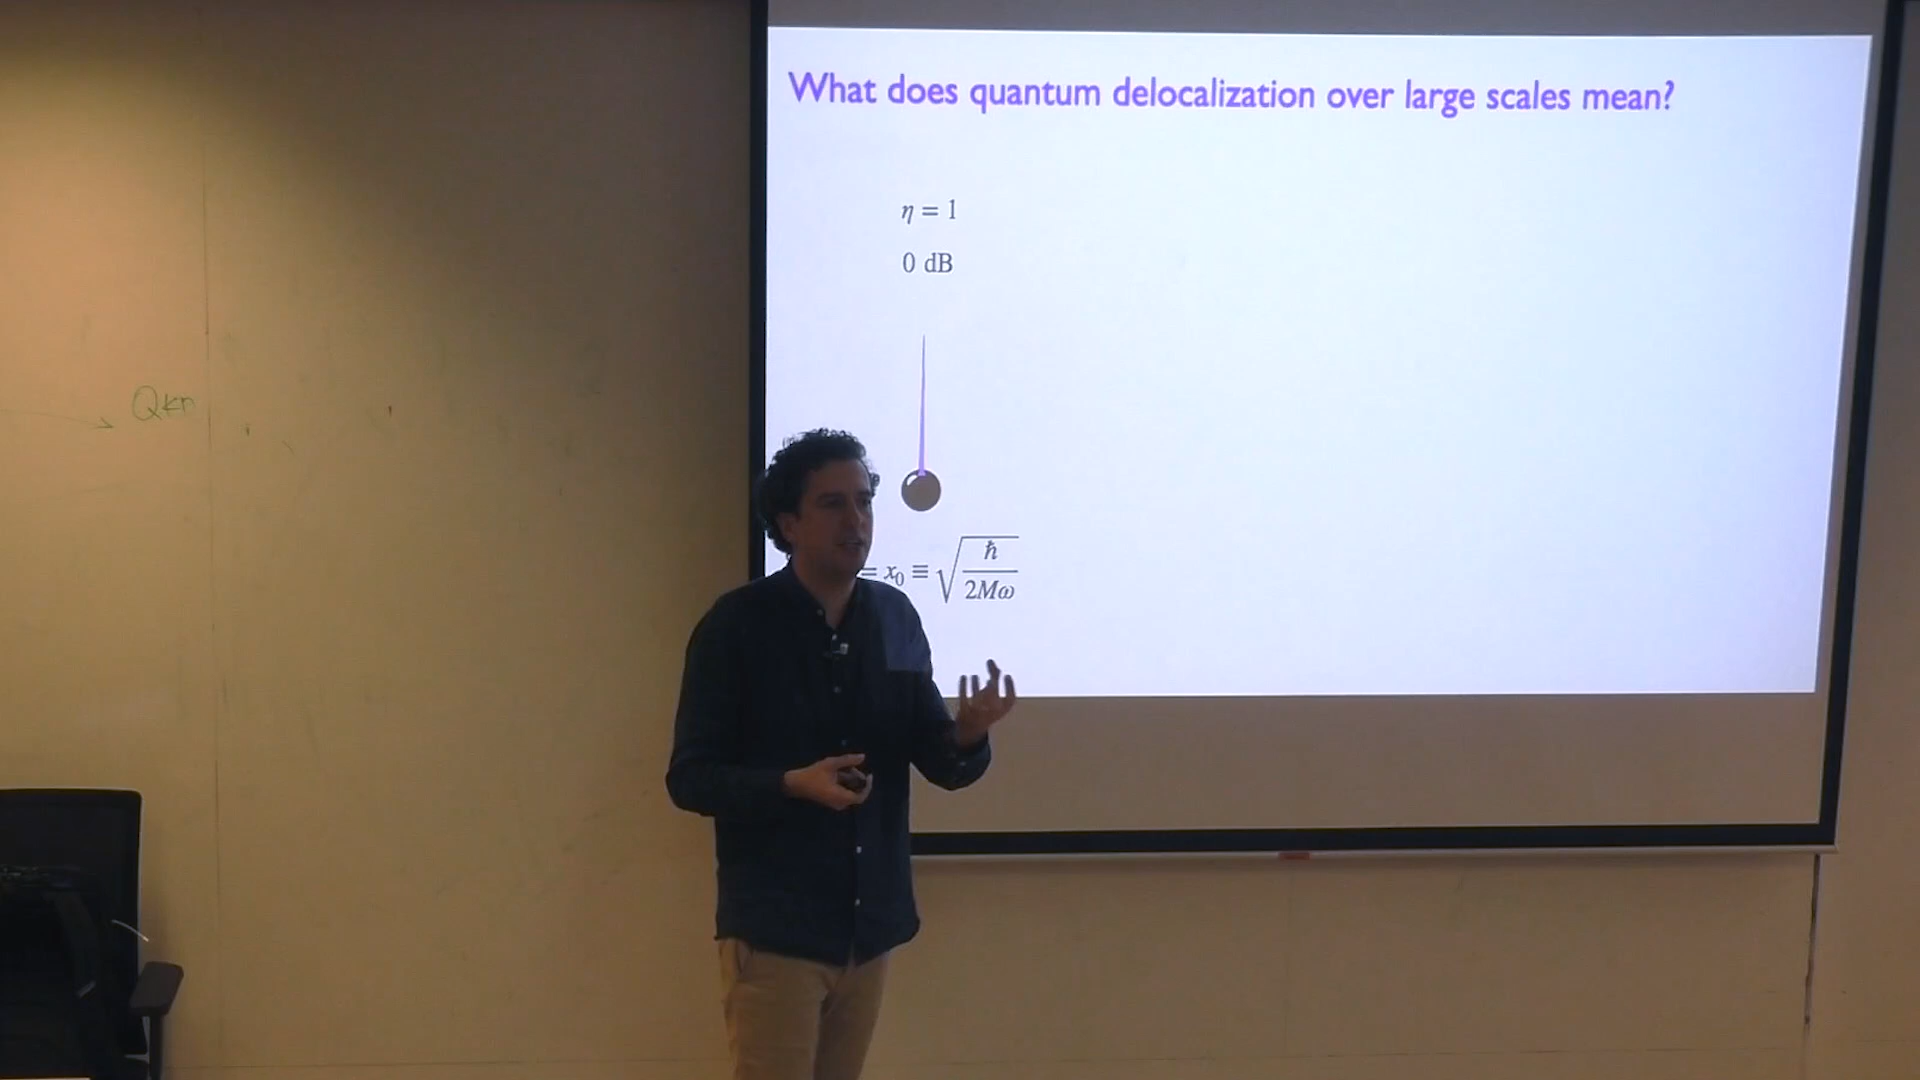 What does quantum delocalization over large scales mean?
η = 1
0 dB
= x₀ ≡ √(ħ / 2Mω)